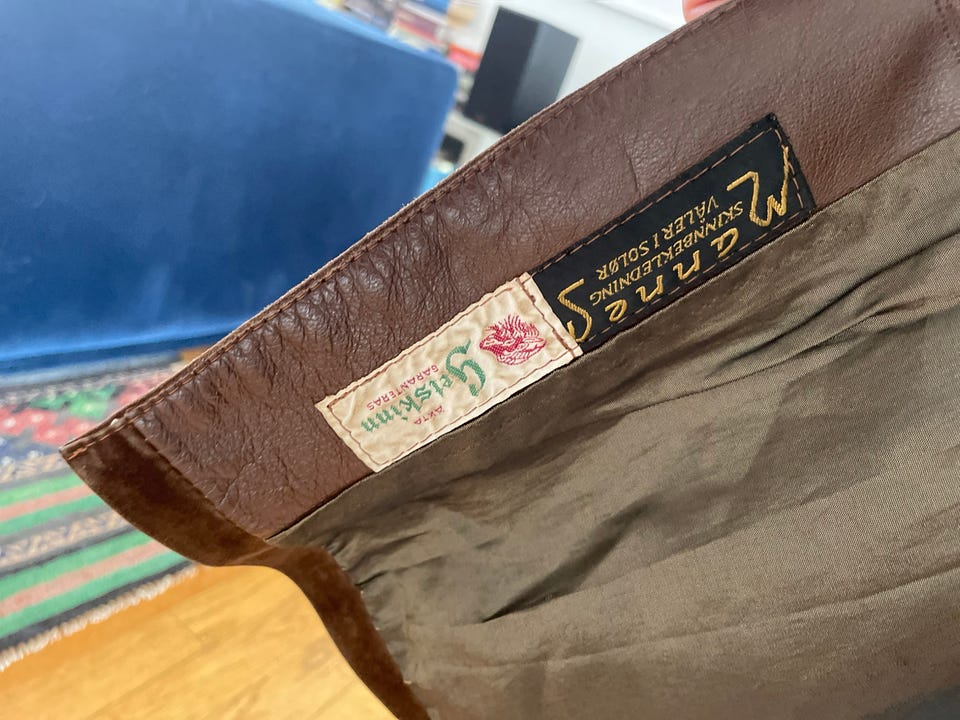 Mannes
SKINNBEKLEDNING
VÅLER I SOLØR
ÄKTA
Getskinn
GARANTERAS